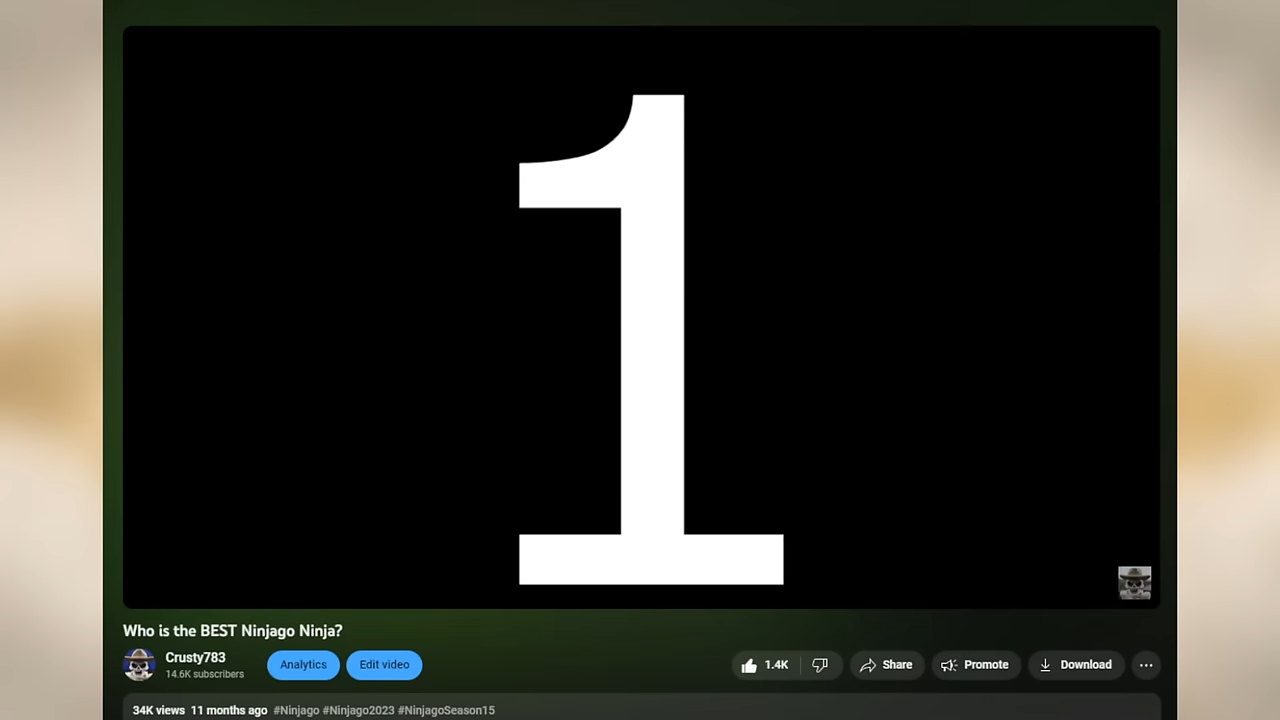 1
Who is the BEST Ninjago Ninja?
Crusty783
14.6K subscribers
Analytics
Edit video
1.4K
Share
Promote
Download
34K views 11 months ago #Ninjago #Ninjago2023 #NinjagoSeason15